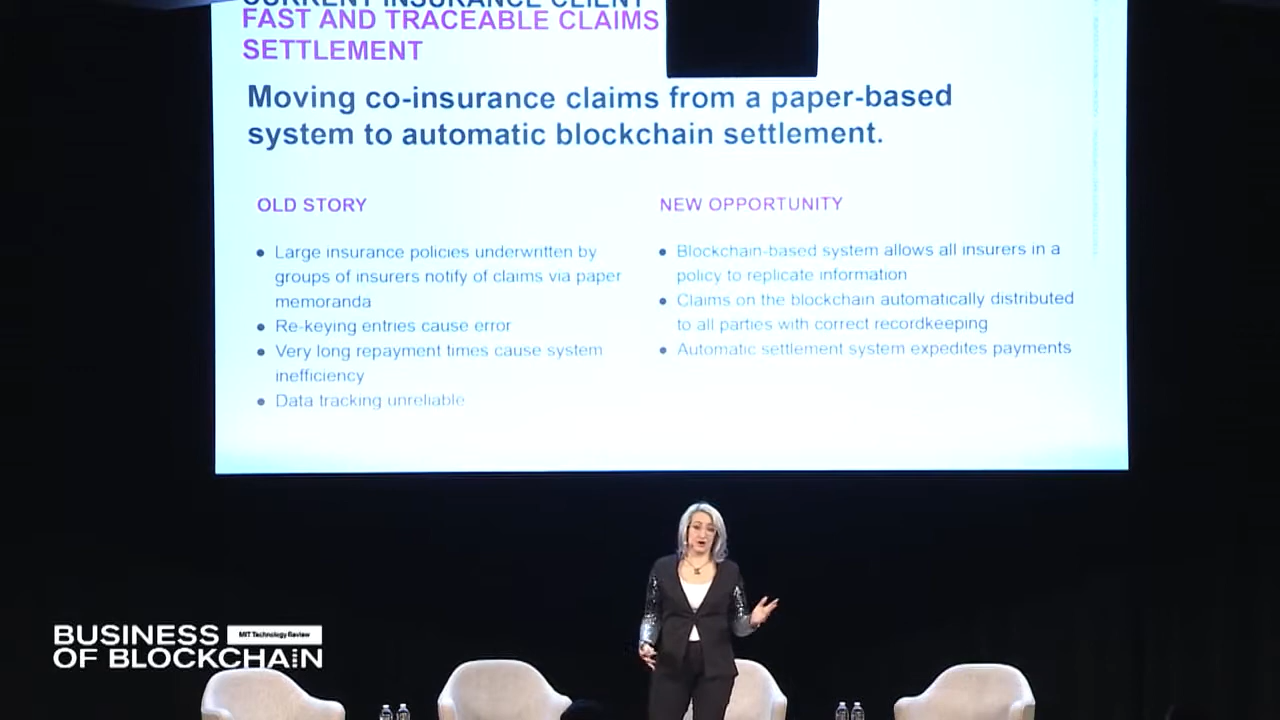 CURRENT INSURANCE CLIENT
FAST AND TRACEABLE CLAIMS
SETTLEMENT
Moving co-insurance claims from a paper-based
system to automatic blockchain settlement.
OLD STORY
• Large insurance policies underwritten by
groups of insurers notify of claims via paper
memoranda
• Re-keying entries cause error
• Very long repayment times cause system
inefficiency
• Data tracking unreliable
NEW OPPORTUNITY
• Blockchain-based system allows all insurers in a
policy to replicate information
• Claims on the blockchain automatically distributed
to all parties with correct recordkeeping
• Automatic settlement system expedites payments
BUSINESS MIT Technology Review
OF BLOCKCHAIN